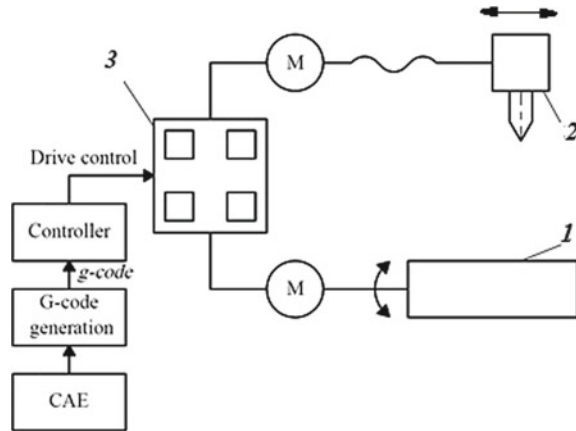 M
2
3
Drive control
Controller
g-code
G-code
generation
CAE
M
1